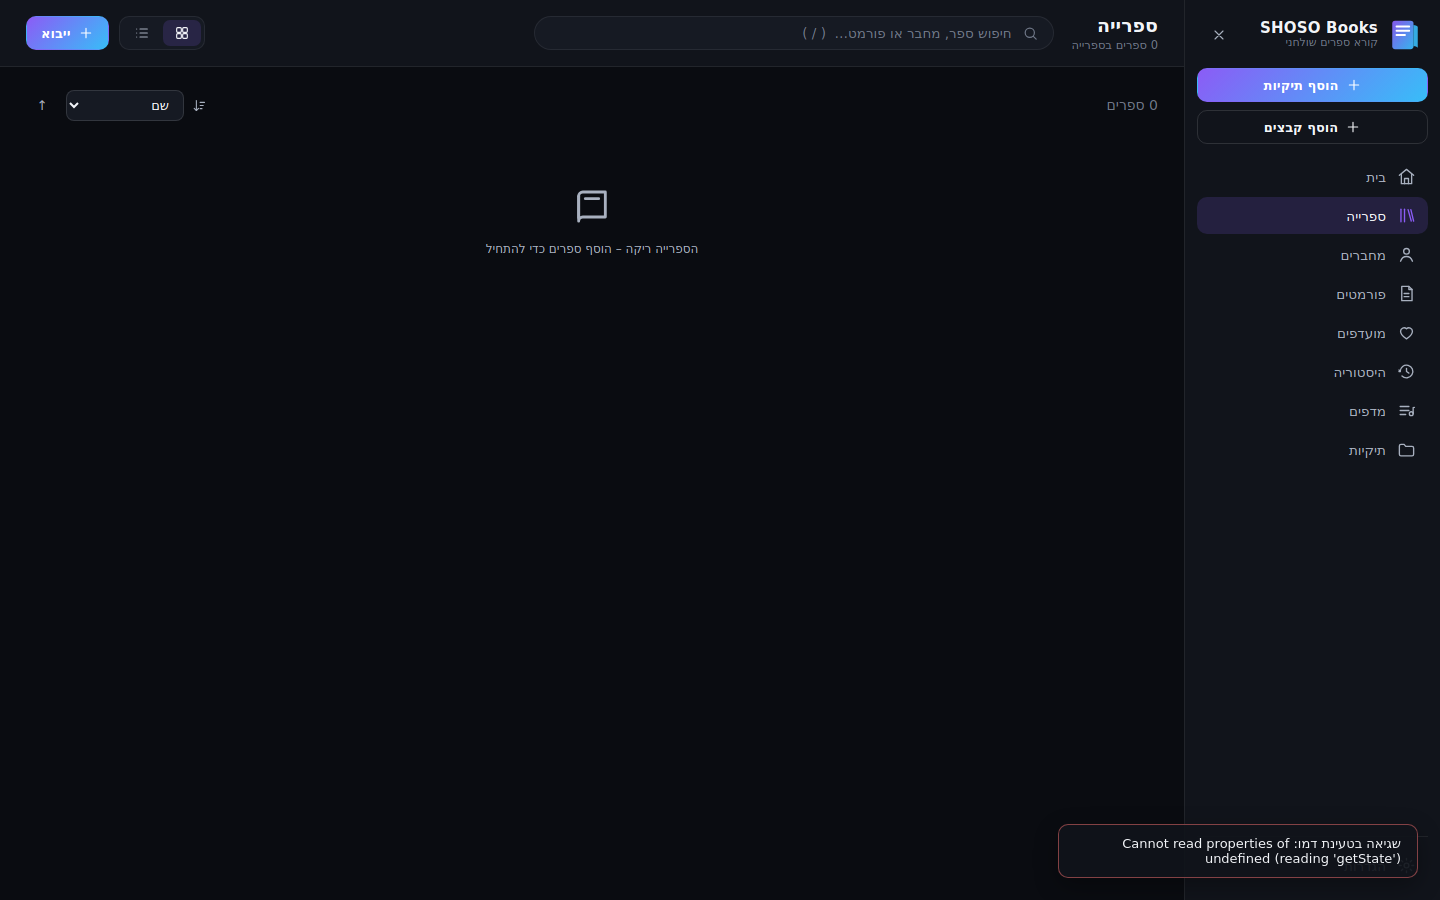 SHOSO Books
קורא ספרים שולחני
הוסף תיקיות
הוסף קבצים
בית
ספרייה
מחברים
פורמטים
מועדפים
היסטוריה
מדפים
תיקיות
ספרייה
0 ספרים בספרייה
חיפוש ספר, מחבר או פורמט... ( / )
ייבוא
0 ספרים
שם
↑
הספרייה ריקה – הוסף ספרים כדי להתחיל
שגיאה בטעינת דמו: Cannot read properties of
undefined (reading 'getState')